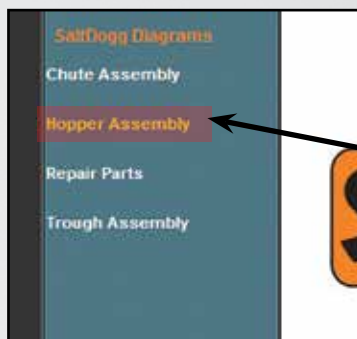 SaltDogg Diagrams
Chute Assembly
Hopper Assembly
Repair Parts
Trough Assembly